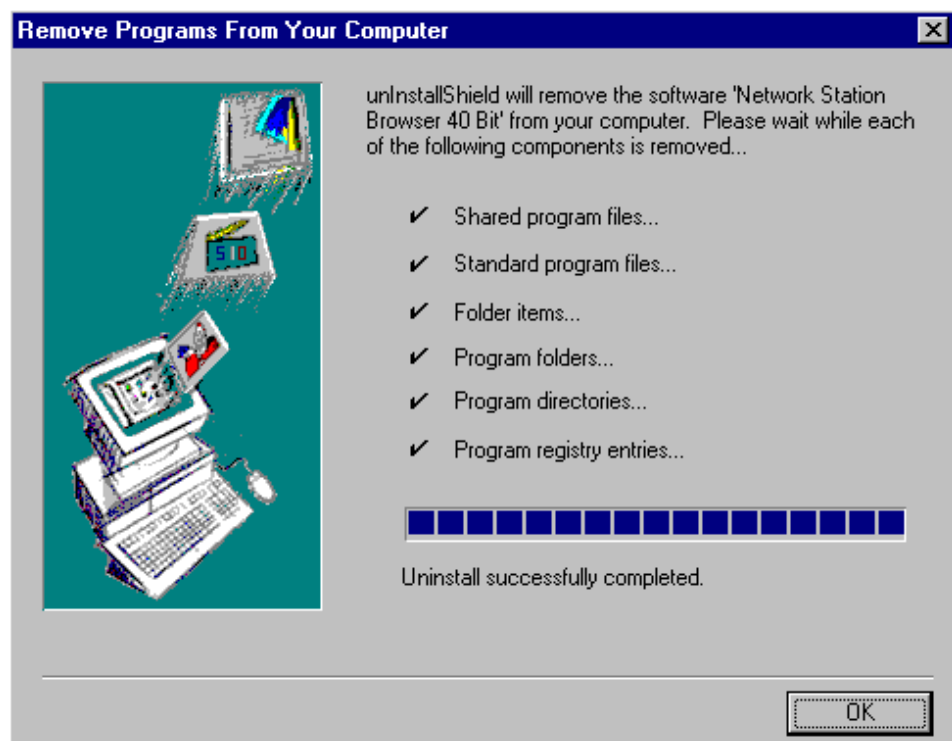 Remove Programs From Your Computer
unInstallShield will remove the software 'Network Station
Browser 40 Bit' from your computer.  Please wait while each
of the following components is removed...
Shared program files...
Standard program files...
Folder items...
Program folders...
Program directories...
Program registry entries...
Uninstall successfully completed.
OK